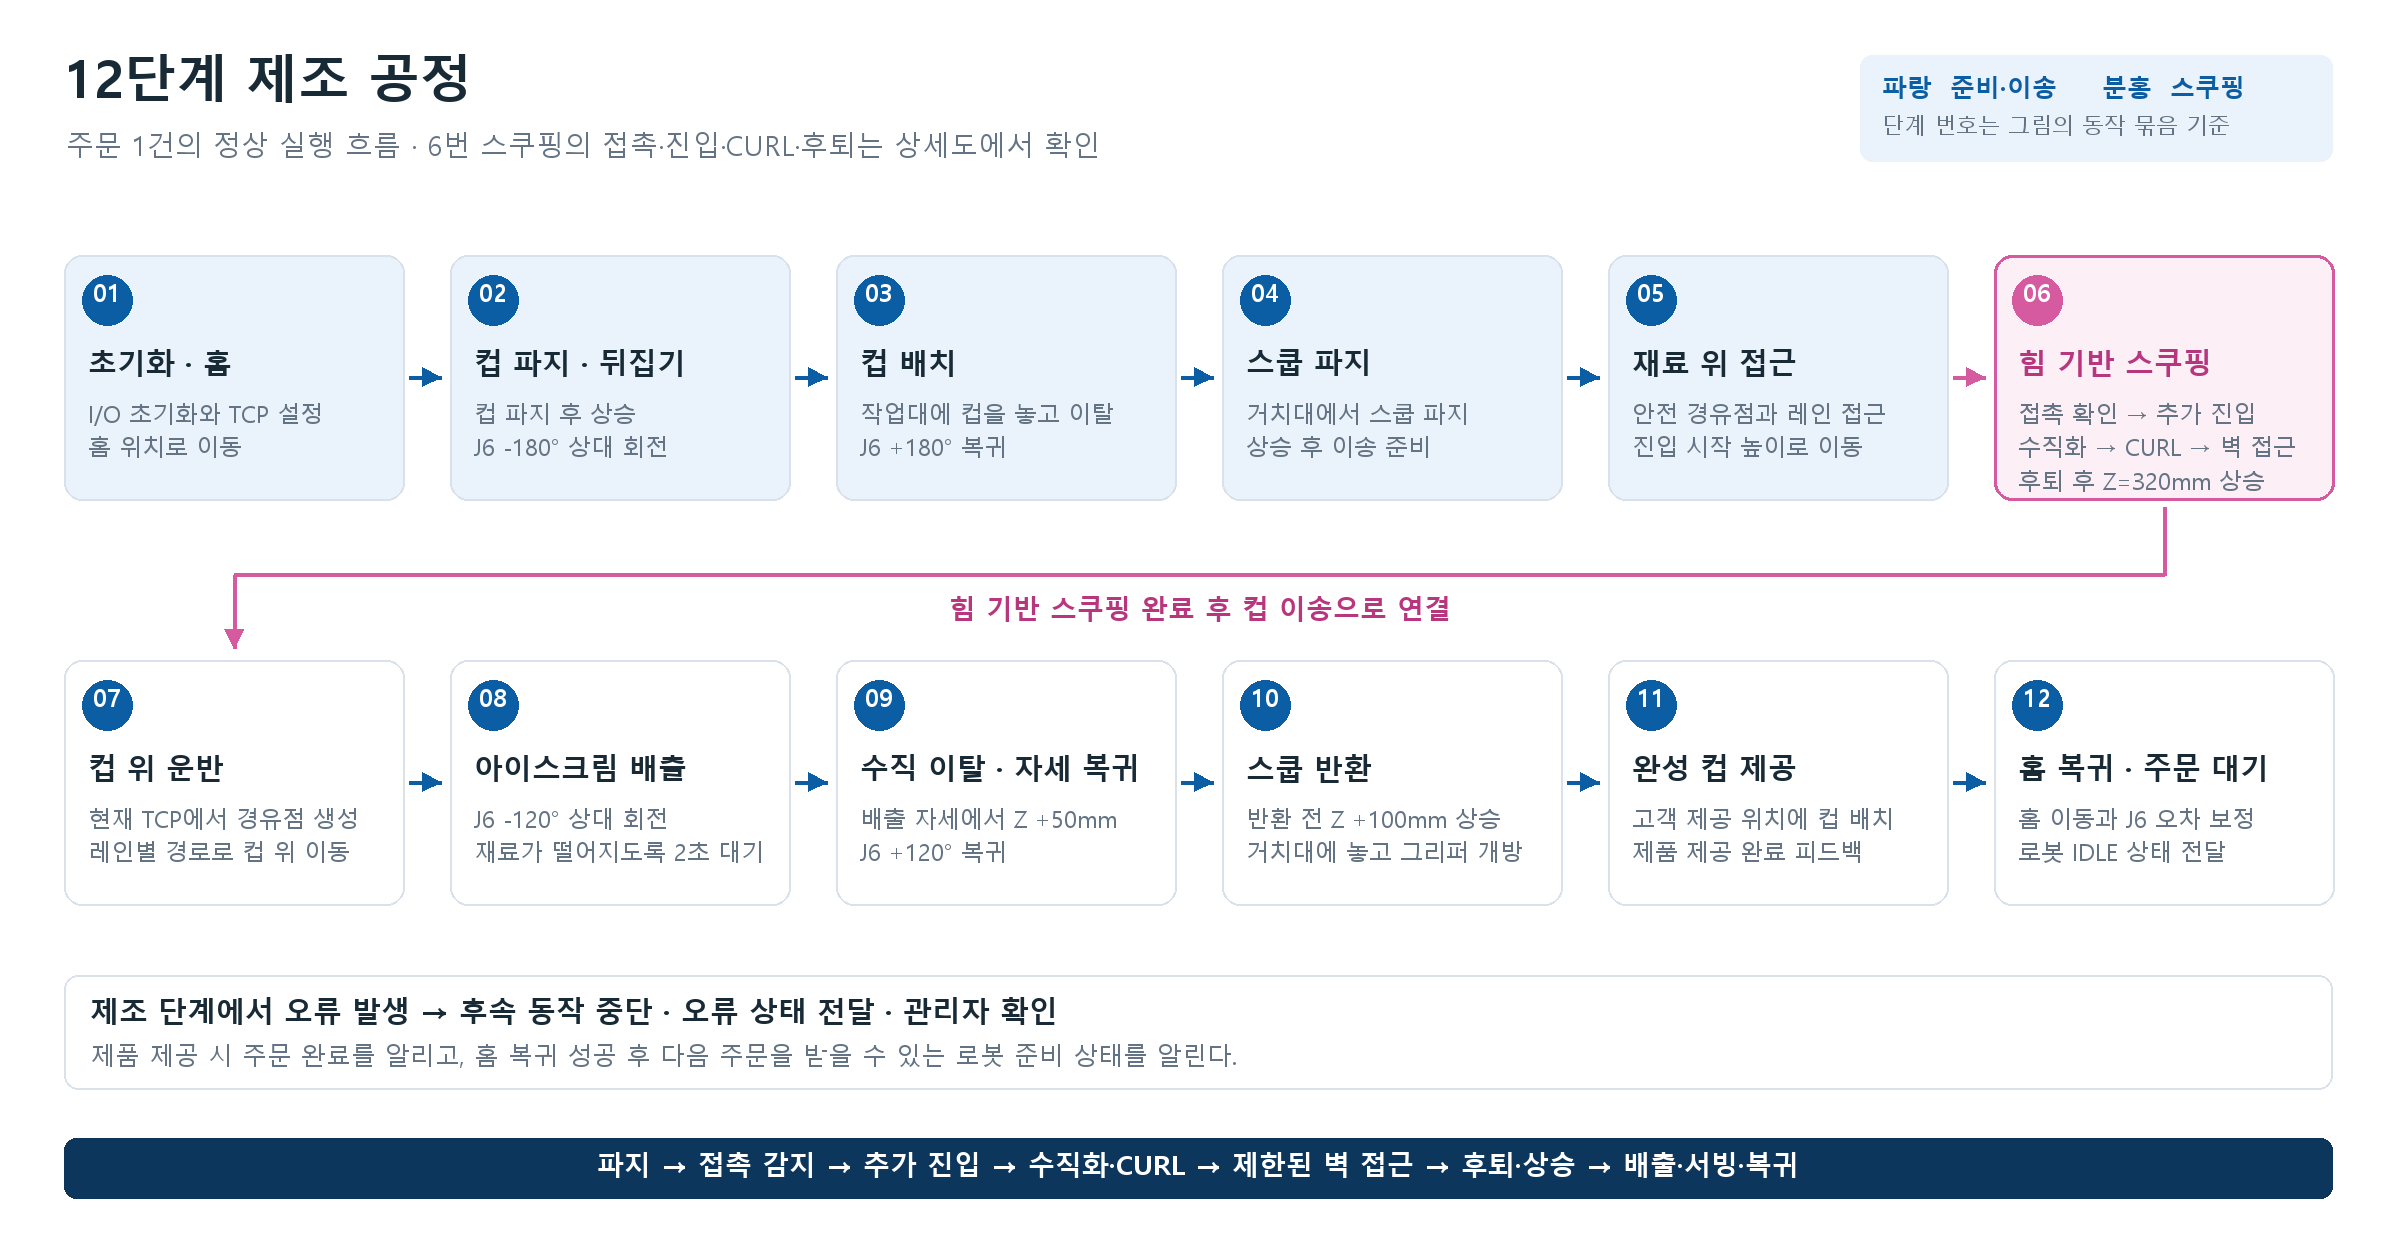 12단계 제조 공정
주문 1건의 정상 실행 흐름 · 6번 스쿠핑의 접촉·진입·CURL·후퇴는 상세도에서 확인
파랑 준비·이송 분홍 스쿠핑
단계 번호는 그림의 동작 묶음 기준
01
초기화 · 홈
I/O 초기화와 TCP 설정
홈 위치로 이동
02
컵 파지 · 뒤집기
컵 파지 후 상승
J6 -180° 상대 회전
03
컵 배치
작업대에 컵을 놓고 이탈
J6 +180° 복귀
04
스쿱 파지
거치대에서 스쿱 파지
상승 후 이송 준비
05
재료 위 접근
안전 경유점과 레인 접근
진입 시작 높이로 이동
06
힘 기반 스쿠핑
접촉 확인 → 추가 진입
수직화 → CURL → 벽 접근
후퇴 후 Z=320mm 상승
힘 기반 스쿠핑 완료 후 컵 이송으로 연결
07
컵 위 운반
현재 TCP에서 경유점 생성
레인별 경로로 컵 위 이동
08
아이스크림 배출
J6 -120° 상대 회전
재료가 떨어지도록 2초 대기
09
수직 이탈 · 자세 복귀
배출 자세에서 Z +50mm
J6 +120° 복귀
10
스쿱 반환
반환 전 Z +100mm 상승
거치대에 놓고 그리퍼 개방
11
완성 컵 제공
고객 제공 위치에 컵 배치
제품 제공 완료 피드백
12
홈 복귀 · 주문 대기
홈 이동과 J6 오차 보정
로봇 IDLE 상태 전달
제조 단계에서 오류 발생 → 후속 동작 중단 · 오류 상태 전달 · 관리자 확인
제품 제공 시 주문 완료를 알리고, 홈 복귀 성공 후 다음 주문을 받을 수 있는 로봇 준비 상태를 알린다.
파지 → 접촉 감지 → 추가 진입 → 수직화·CURL → 제한된 벽 접근 → 후퇴·상승 → 배출·서빙·복귀